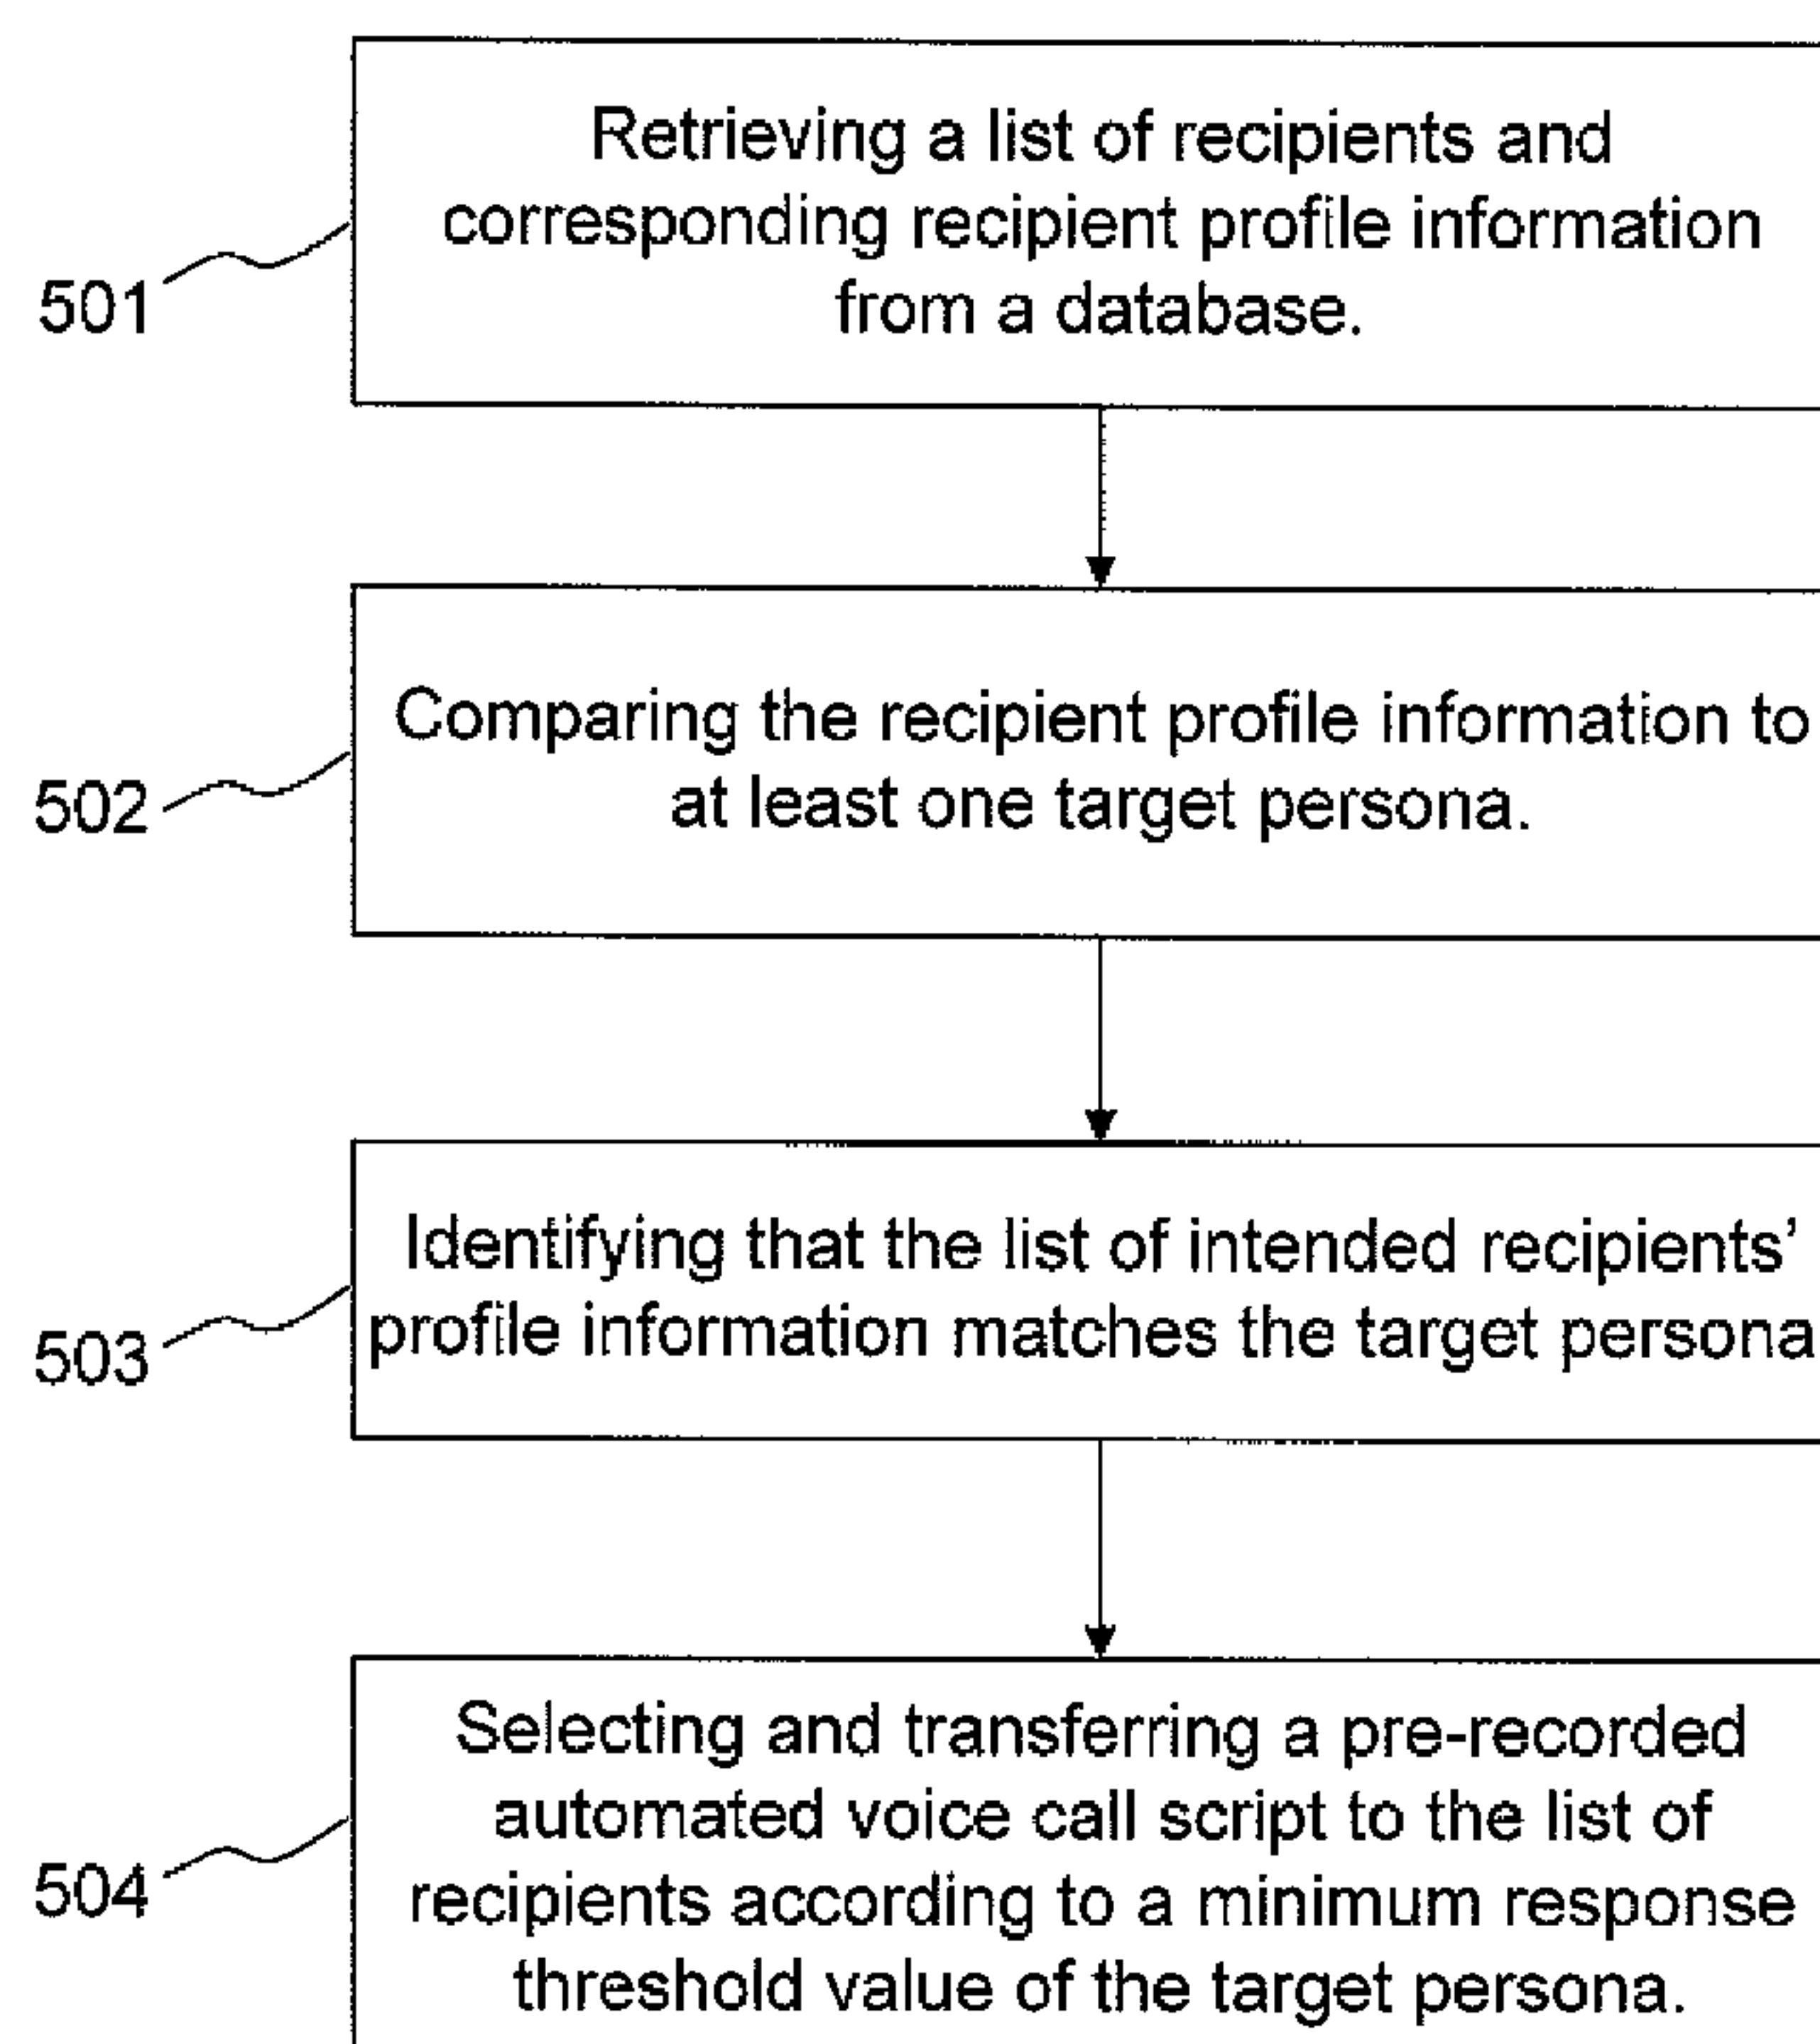 Retrieving a list of recipients and
corresponding recipient profile information
from a database.
501
Comparing the recipient profile information to
at least one target persona.
502
Identifying that the list of intended recipients'
profile information matches the target persona
503
Selecting and transferring a pre-recorded
automated voice call script to the list of
recipients according to a minimum response
threshold value of the target persona.
504